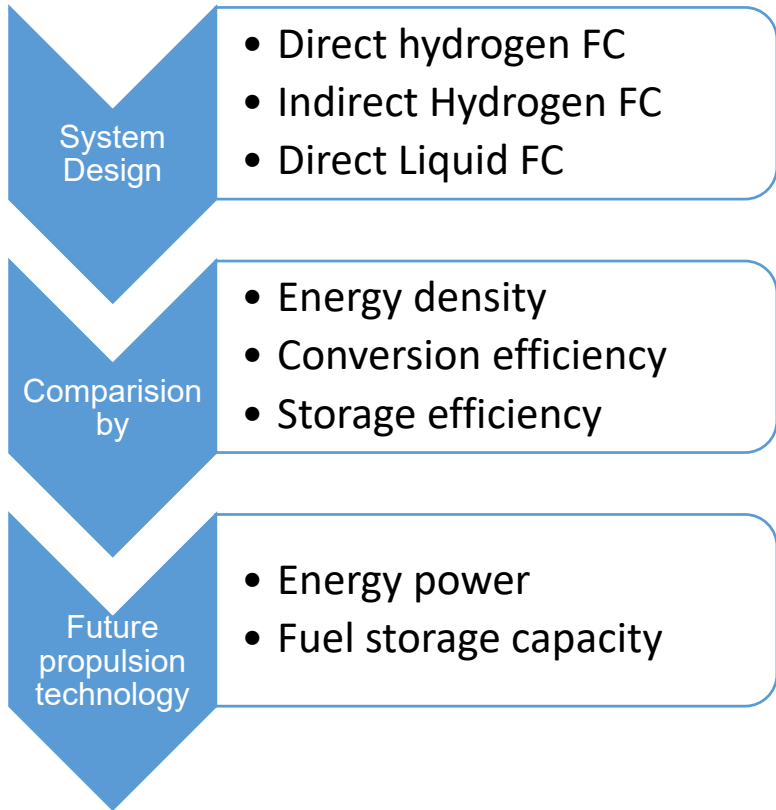 System
Design
• Direct hydrogen FC
• Indirect Hydrogen FC
• Direct Liquid FC
Comparision
by
• Energy density
• Conversion efficiency
• Storage efficiency
Future
propulsion
technology
• Energy power
• Fuel storage capacity